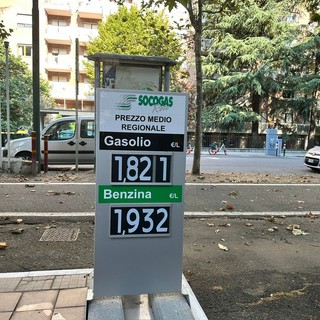 SOCOGAS
PREZZO MEDIO
REGIONALE
Gasolio €/L
1,821
Benzina €/L
1,932